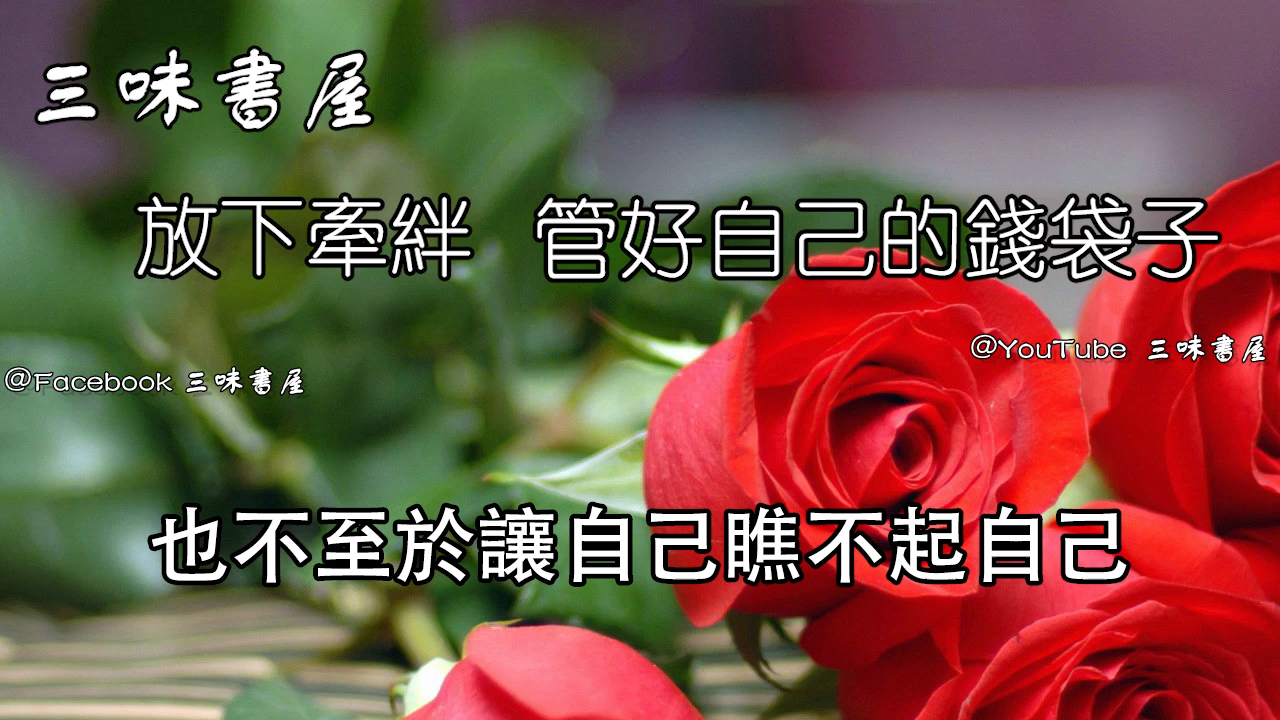 三味書屋
放下牽絆 管好自己的錢袋子
@YouTube 三味書屋
@Facebook 三味書屋
也不至於讓自己瞧不起自己